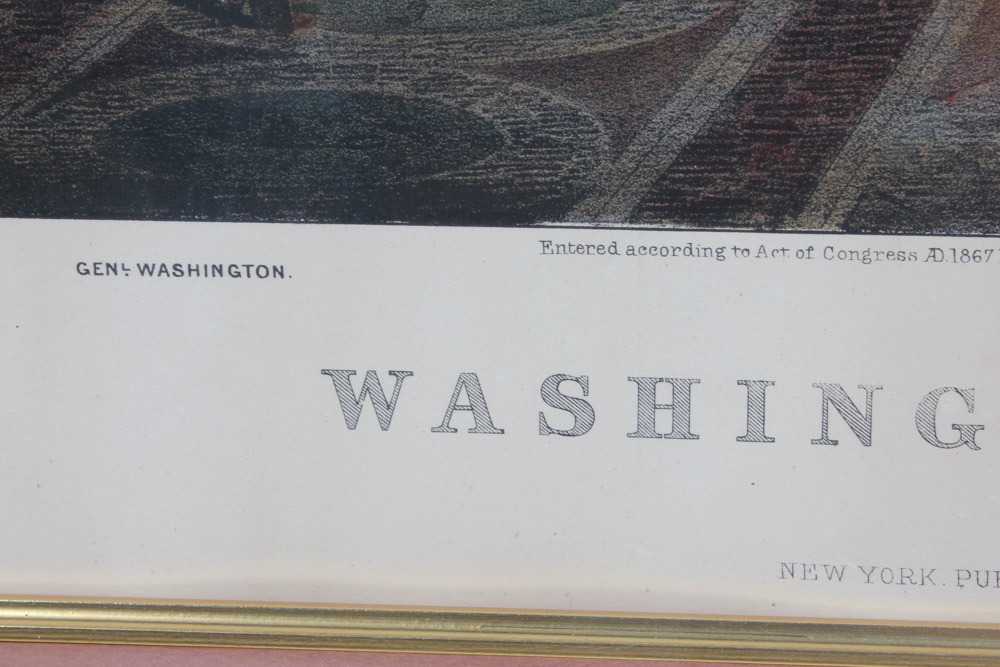 Entered according to Act of Congress AD. 1867
GENL WASHINGTON.
WASHING
NEW YORK. PU